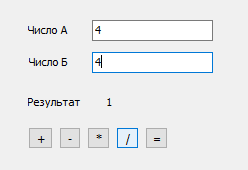 Число А 4
Число Б 4
Результат 1
+ - * / =